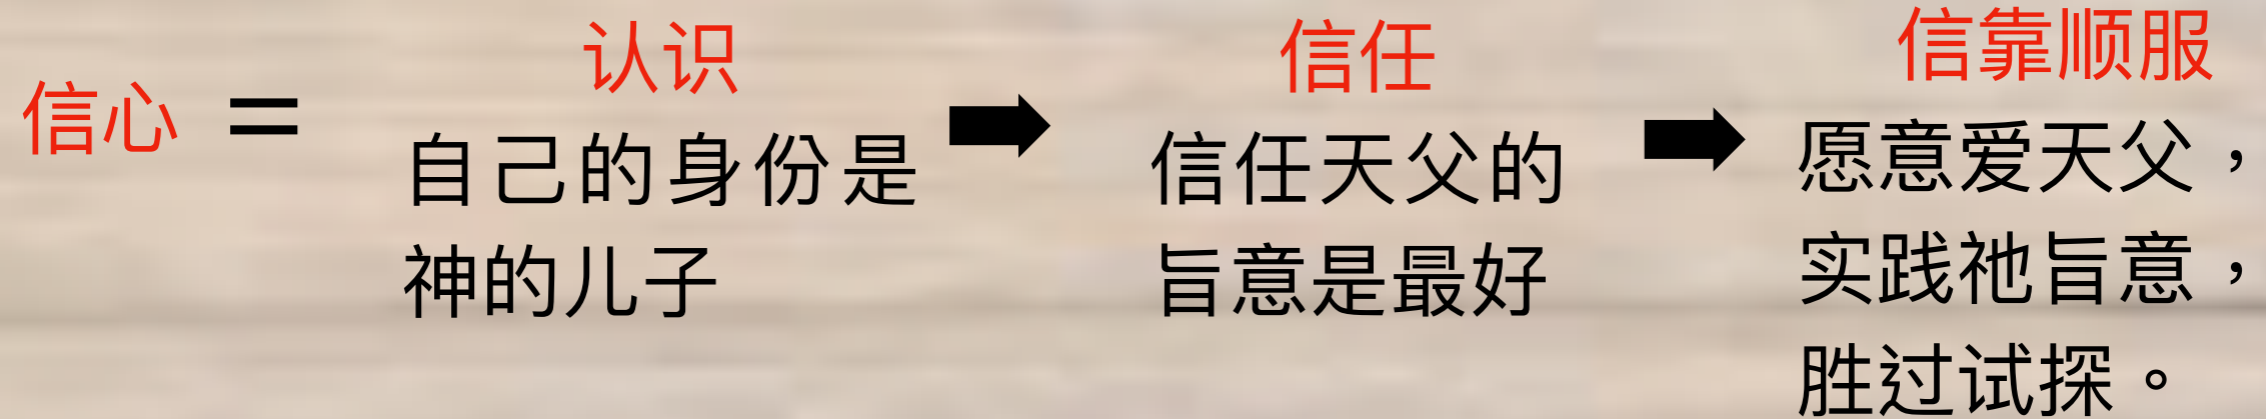 信心 =
认识
自己的身份是
神的儿子
信任
信任天父的
旨意是最好
信靠顺服
愿意爱天父，
实践祂旨意，
胜过试探。